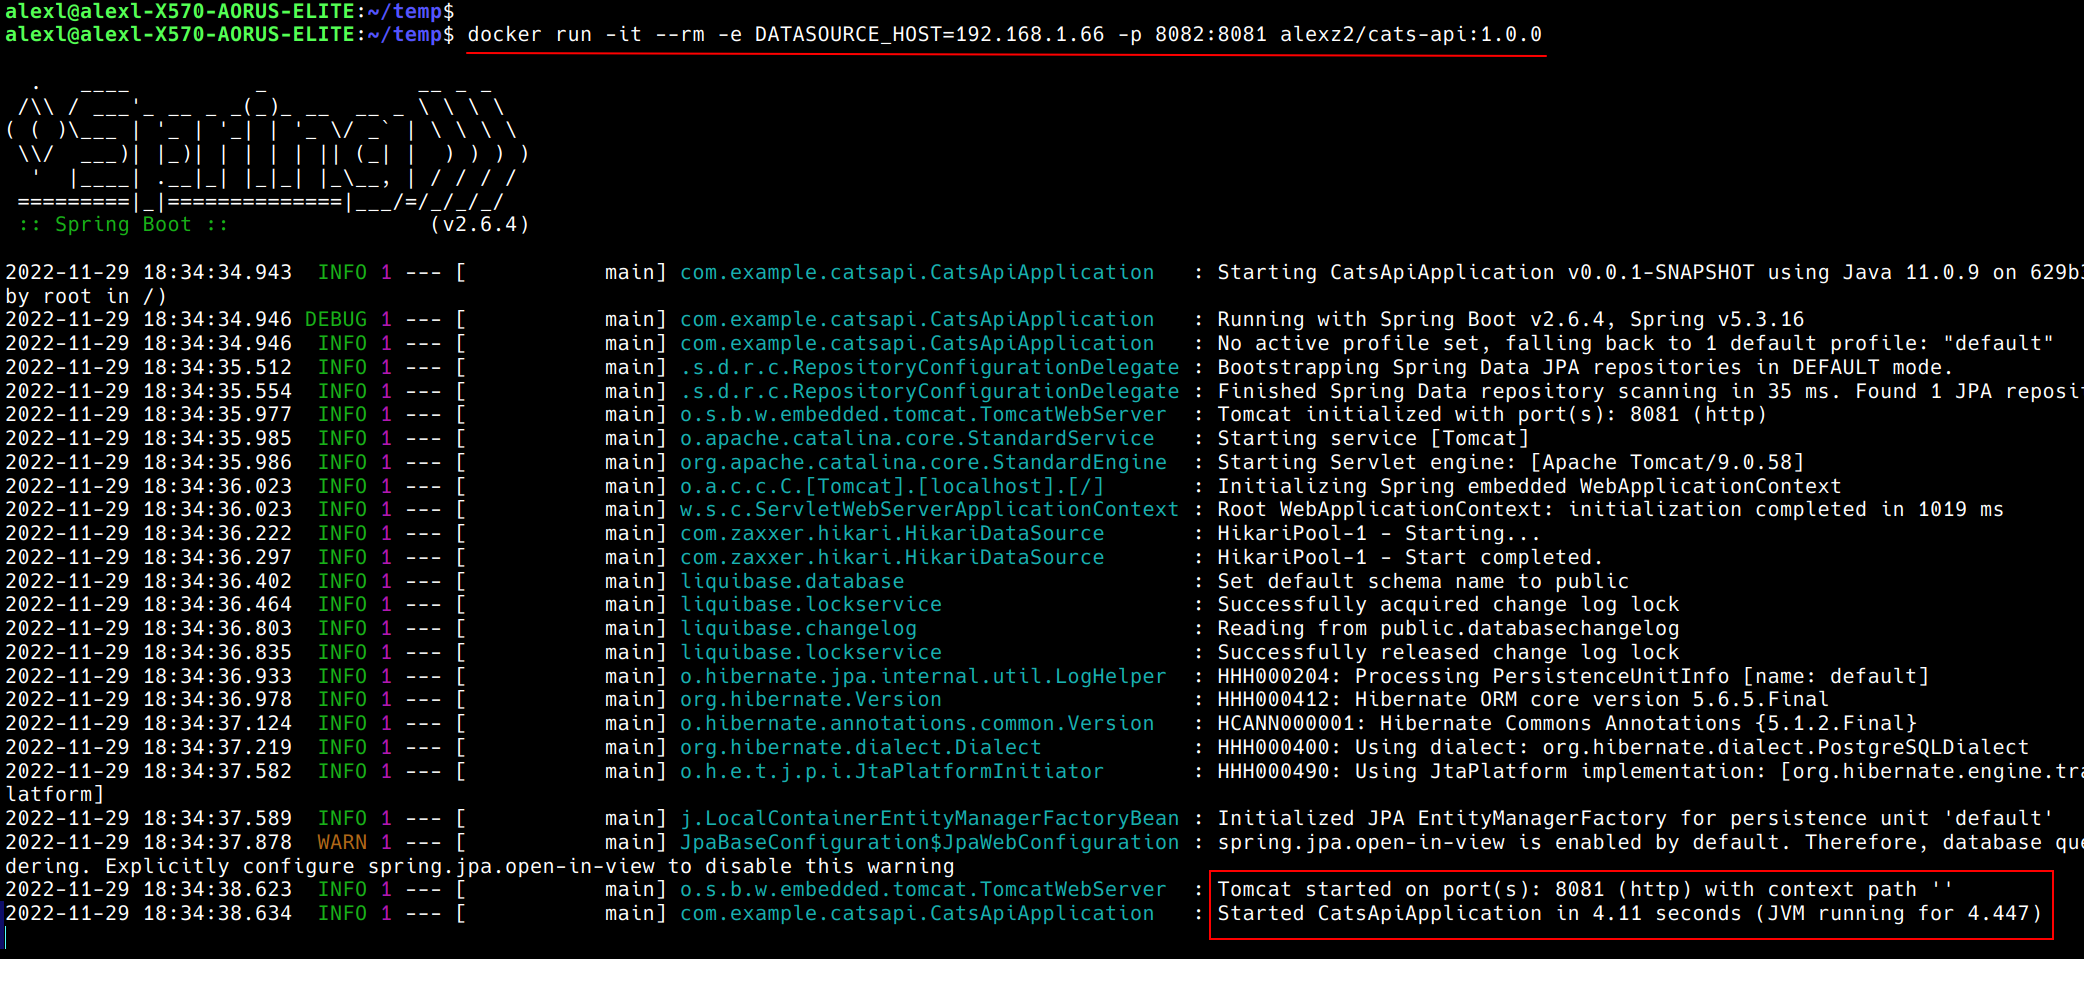 alexl@alexl-X570-AORUS-ELITE:~/temp$
alexl@alexl-X570-AORUS-ELITE:~/temp$ docker run -it --rm -e DATASOURCE_HOST=192.168.1.66 -p 8082:8081 alexz2/cats-api:1.0.0
  .   ____          _            __ _ _
 /\\ / ___'_ __ _ _(_)_ __  __ _ \ \ \ \
( ( )\___ | '_ | '_| | '_ \/ _` | \ \ \ \
 \\/  ___)| |_)| | | | | || (_| |  ) ) ) )
  '  |____| .__|_| |_|_| |_\__, | / / / /
 =========|_|==============|___/=/_/_/_/
 :: Spring Boot ::                (v2.6.4)
2022-11-29 18:34:34.943  INFO 1 --- [           main] com.example.catsapi.CatsApiApplication   : Starting CatsApiApplication v0.0.1-SNAPSHOT using Java 11.0.9 on 629b3
by root in /)
2022-11-29 18:34:34.946 DEBUG 1 --- [           main] com.example.catsapi.CatsApiApplication   : Running with Spring Boot v2.6.4, Spring v5.3.16
2022-11-29 18:34:34.946  INFO 1 --- [           main] com.example.catsapi.CatsApiApplication   : No active profile set, falling back to 1 default profile: "default"
2022-11-29 18:34:35.512  INFO 1 --- [           main] .s.d.r.c.RepositoryConfigurationDelegate : Bootstrapping Spring Data JPA repositories in DEFAULT mode.
2022-11-29 18:34:35.554  INFO 1 --- [           main] .s.d.r.c.RepositoryConfigurationDelegate : Finished Spring Data repository scanning in 35 ms. Found 1 JPA reposit
2022-11-29 18:34:35.977  INFO 1 --- [           main] o.s.b.w.embedded.tomcat.TomcatWebServer  : Tomcat initialized with port(s): 8081 (http)
2022-11-29 18:34:35.985  INFO 1 --- [           main] o.apache.catalina.core.StandardService   : Starting service [Tomcat]
2022-11-29 18:34:35.986  INFO 1 --- [           main] org.apache.catalina.core.StandardEngine  : Starting Servlet engine: [Apache Tomcat/9.0.58]
2022-11-29 18:34:36.023  INFO 1 --- [           main] o.a.c.c.C.[Tomcat].[localhost].[/]       : Initializing Spring embedded WebApplicationContext
2022-11-29 18:34:36.023  INFO 1 --- [           main] w.s.c.ServletWebServerApplicationContext : Root WebApplicationContext: initialization completed in 1019 ms
2022-11-29 18:34:36.222  INFO 1 --- [           main] com.zaxxer.hikari.HikariDataSource       : HikariPool-1 - Starting...
2022-11-29 18:34:36.297  INFO 1 --- [           main] com.zaxxer.hikari.HikariDataSource       : HikariPool-1 - Start completed.
2022-11-29 18:34:36.402  INFO 1 --- [           main] liquibase.database                       : Set default schema name to public
2022-11-29 18:34:36.464  INFO 1 --- [           main] liquibase.lockservice                    : Successfully acquired change log lock
2022-11-29 18:34:36.803  INFO 1 --- [           main] liquibase.changelog                      : Reading from public.databasechangelog
2022-11-29 18:34:36.835  INFO 1 --- [           main] liquibase.lockservice                    : Successfully released change log lock
2022-11-29 18:34:36.933  INFO 1 --- [           main] o.hibernate.jpa.internal.util.LogHelper  : HHH000204: Processing PersistenceUnitInfo [name: default]
2022-11-29 18:34:36.978  INFO 1 --- [           main] org.hibernate.Version                    : HHH000412: Hibernate ORM core version 5.6.5.Final
2022-11-29 18:34:37.124  INFO 1 --- [           main] o.hibernate.annotations.common.Version   : HCANN000001: Hibernate Commons Annotations {5.1.2.Final}
2022-11-29 18:34:37.219  INFO 1 --- [           main] org.hibernate.dialect.Dialect            : HHH000400: Using dialect: org.hibernate.dialect.PostgreSQLDialect
2022-11-29 18:34:37.582  INFO 1 --- [           main] o.h.e.t.j.p.i.JtaPlatformInitiator       : HHH000490: Using JtaPlatform implementation: [org.hibernate.engine.tra
latform]
2022-11-29 18:34:37.589  INFO 1 --- [           main] j.LocalContainerEntityManagerFactoryBean : Initialized JPA EntityManagerFactory for persistence unit 'default'
2022-11-29 18:34:37.878  WARN 1 --- [           main] JpaBaseConfiguration$JpaWebConfiguration : spring.jpa.open-in-view is enabled by default. Therefore, database que
dering. Explicitly configure spring.jpa.open-in-view to disable this warning
2022-11-29 18:34:38.623  INFO 1 --- [           main] o.s.b.w.embedded.tomcat.TomcatWebServer  : Tomcat started on port(s): 8081 (http) with context path ''
2022-11-29 18:34:38.634  INFO 1 --- [           main] com.example.catsapi.CatsApiApplication   : Started CatsApiApplication in 4.11 seconds (JVM running for 4.447)